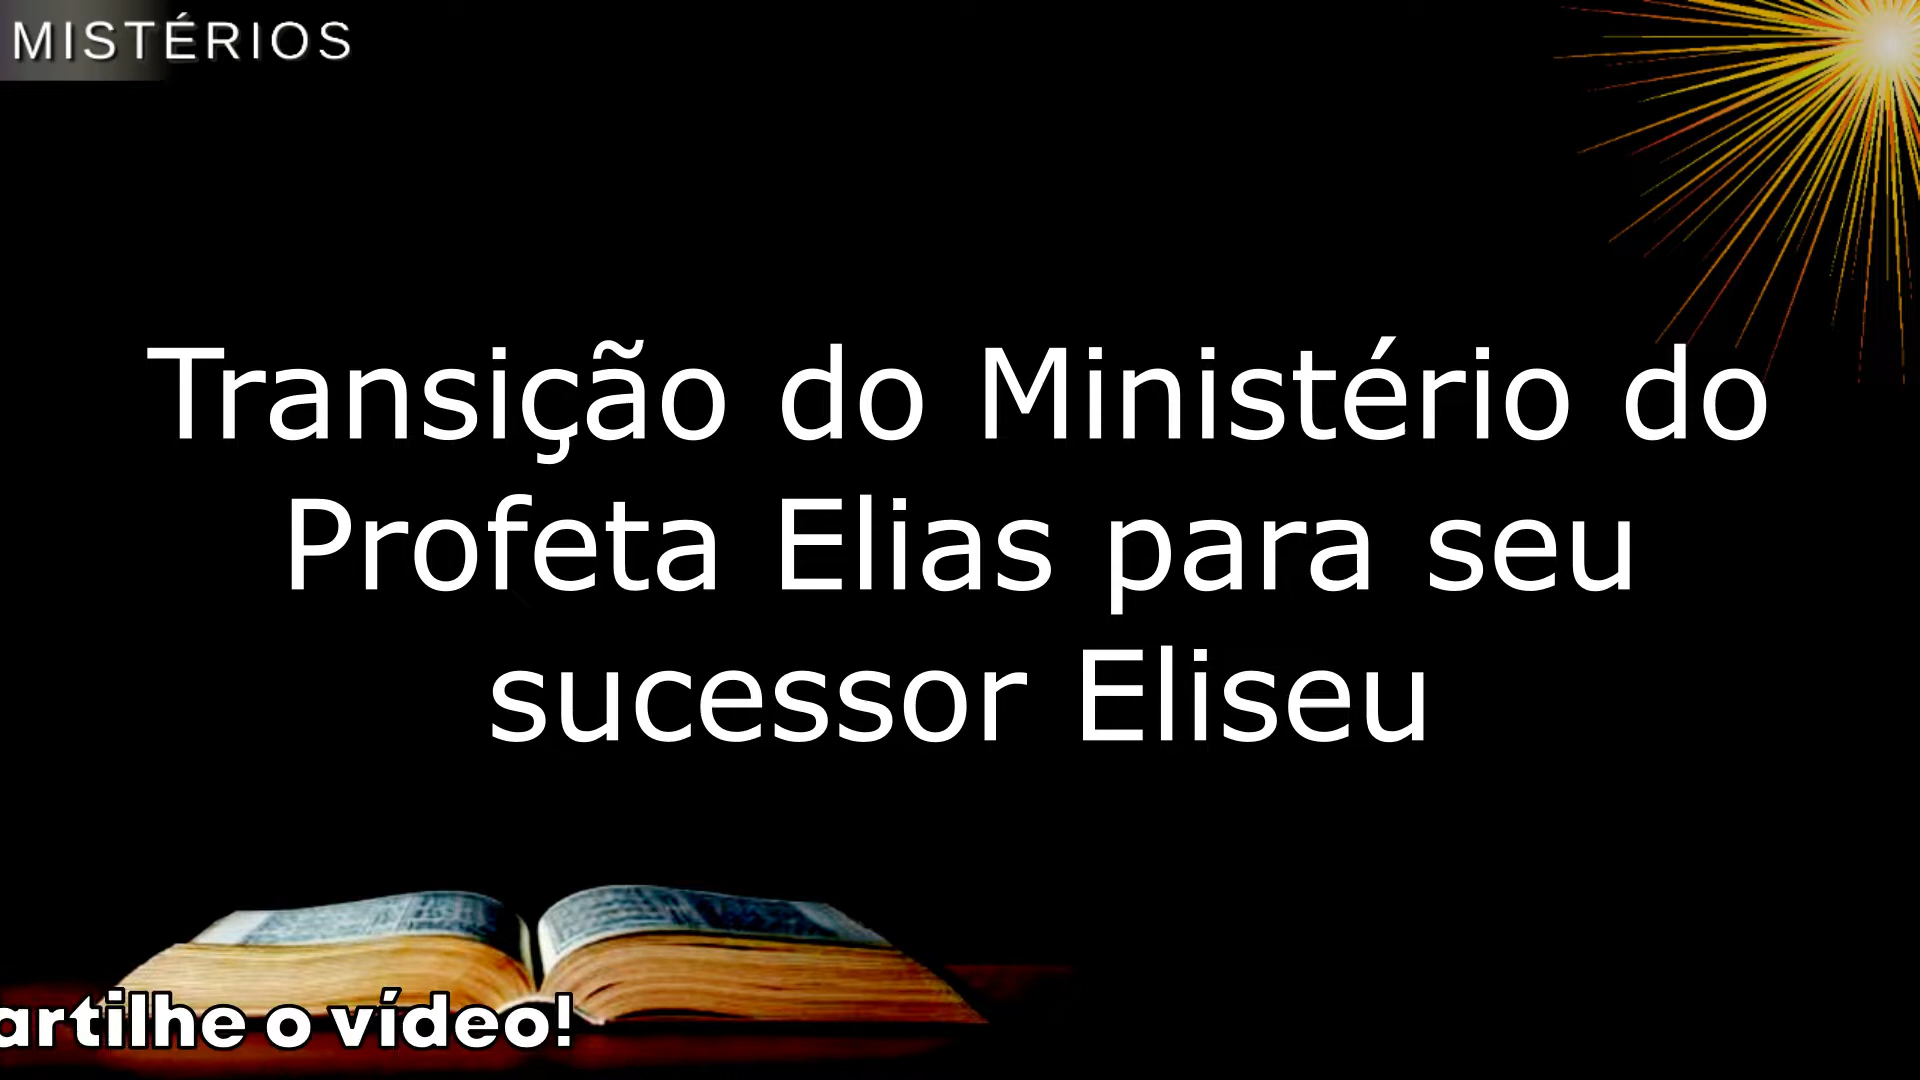 MISTÉRIOS
Transição do Ministério do
Profeta Elias para seu
sucessor Eliseu
artilhe o vídeo!